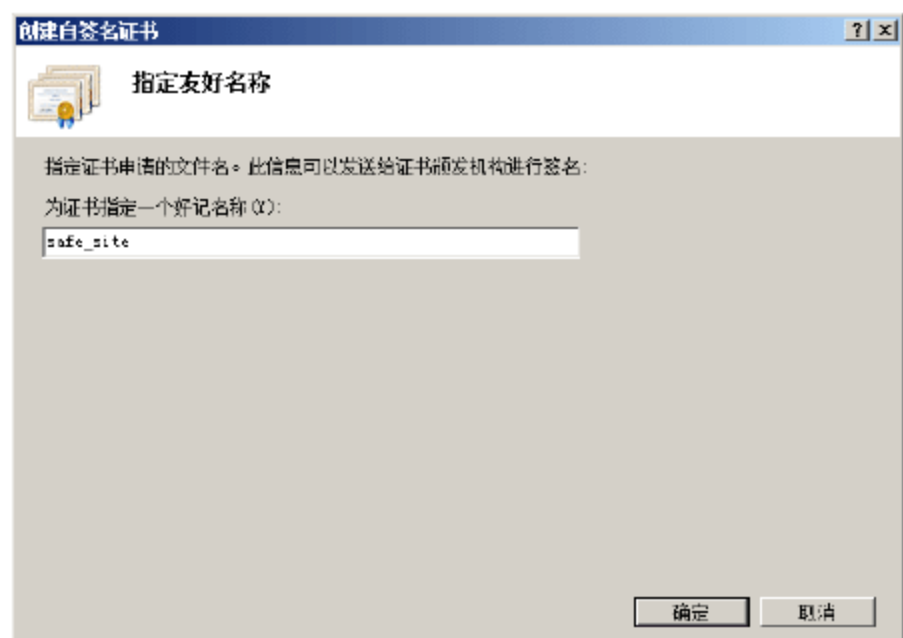 创建自签名证书
指定友好名称
指定证书申请的文件名。此信息可以发送给证书颁发机构进行签名:
为证书指定一个好记名称(Y):
safe_site
确定
取消